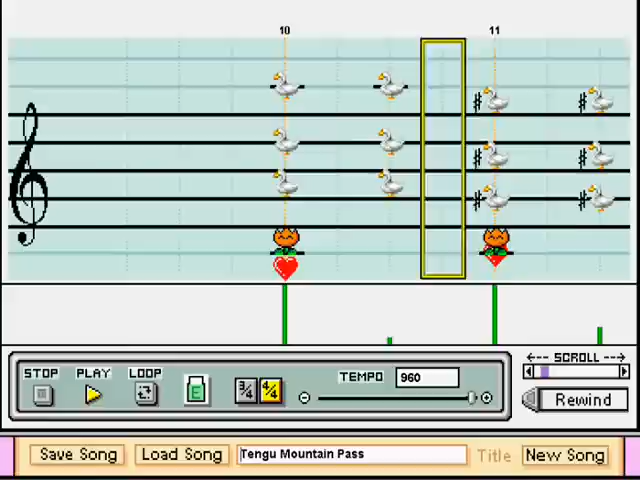 10 11
# #
# #
# #
STOP PLAY LOOP E 3/4 4/4 TEMPO 960
<-- SCROLL -->
Rewind
Save Song Load Song Tengu Mountain Pass Title New Song